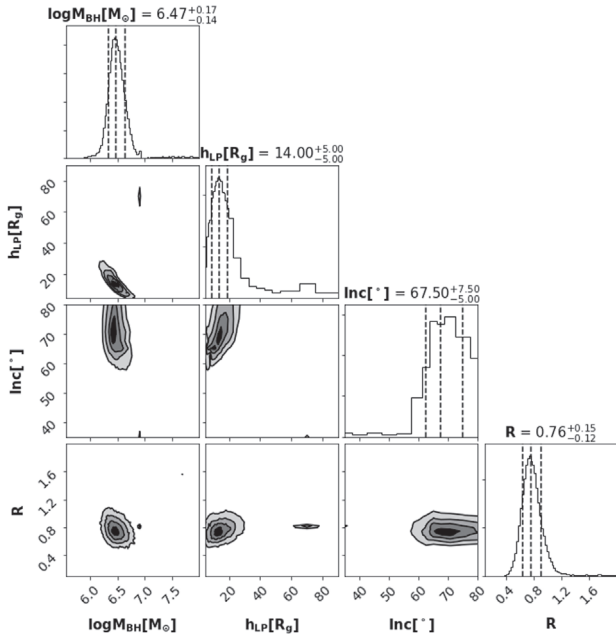 logM_BH[M_⊙] = 6.47^{+0.17}_{-0.14}
h_LP[R_g] = 14.00^{+5.00}_{-5.00}
80
60
40
20
h_LP[R_g]
Inc[°] = 67.50^{+7.50}_{-5.00}
80
70
60
50
40
Inc[°]
R = 0.76^{+0.15}_{-0.12}
1.6
1.2
0.8
0.4
R
6.0 6.5 7.0 7.5
20 40 60 80
40 50 60 70 80
0.4 0.8 1.2 1.6
logM_BH[M_⊙] h_LP[R_g] Inc[°] R